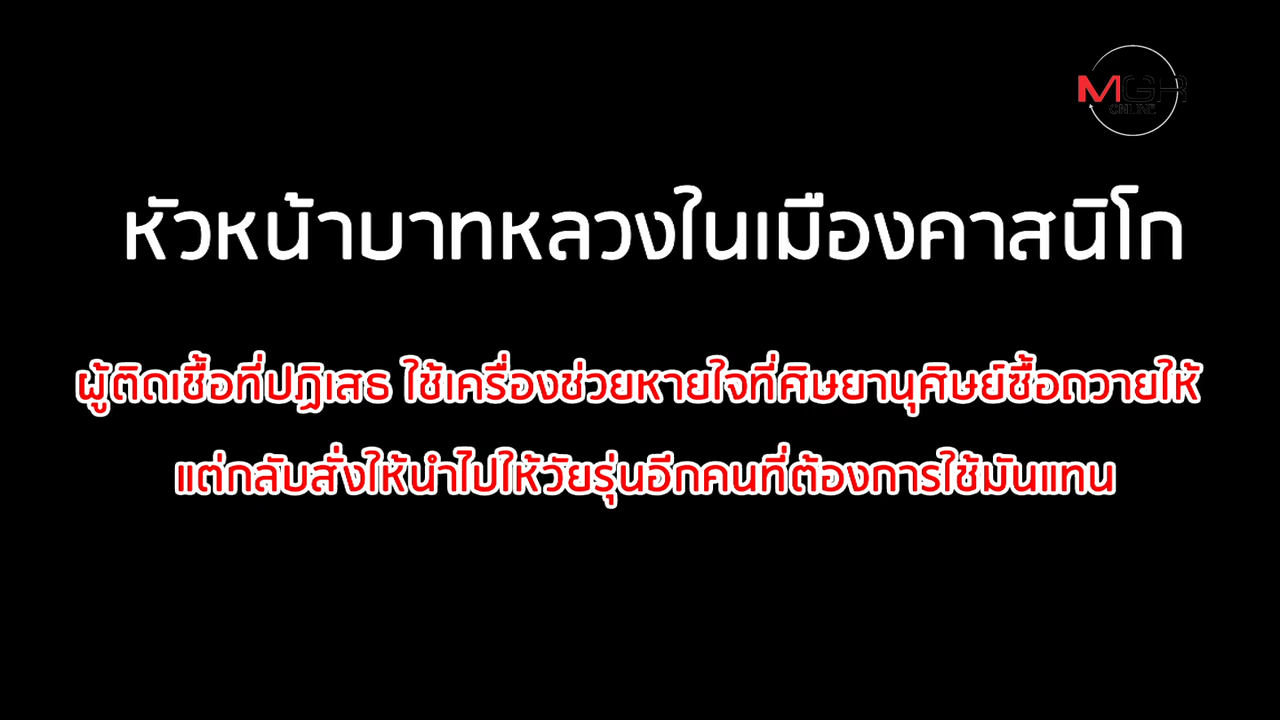 MGR
ONLINE
หัวหน้าบาทหลวงในเมืองคาสนิโก
ผู้ติดเชื้อที่ปฏิเสธ ใช้เครื่องช่วยหายใจที่ศิษยานุศิษย์ซื้อถวายให้
แต่กลับสั่งให้นำไปให้วัยรุ่นอีกคนที่ต้องการใช้มันแทน